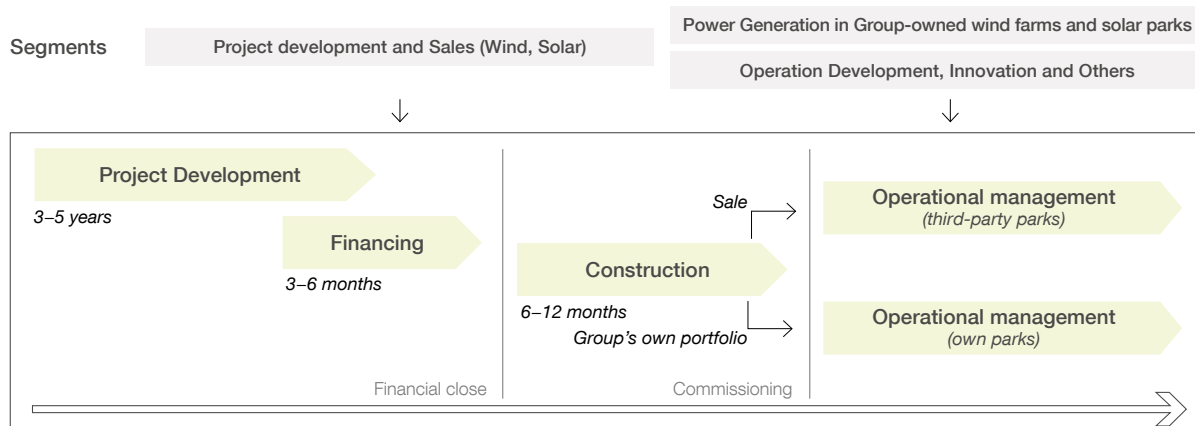 Segments
Project development and Sales (Wind, Solar)
Power Generation in Group-owned wind farms and solar parks
Operation Development, Innovation and Others
Project Development
3–5 years
Financing
3–6 months
Construction
6–12 months
Sale
Group's own portfolio
Operational management
(third-party parks)
Operational management
(own parks)
Financial close
Commissioning